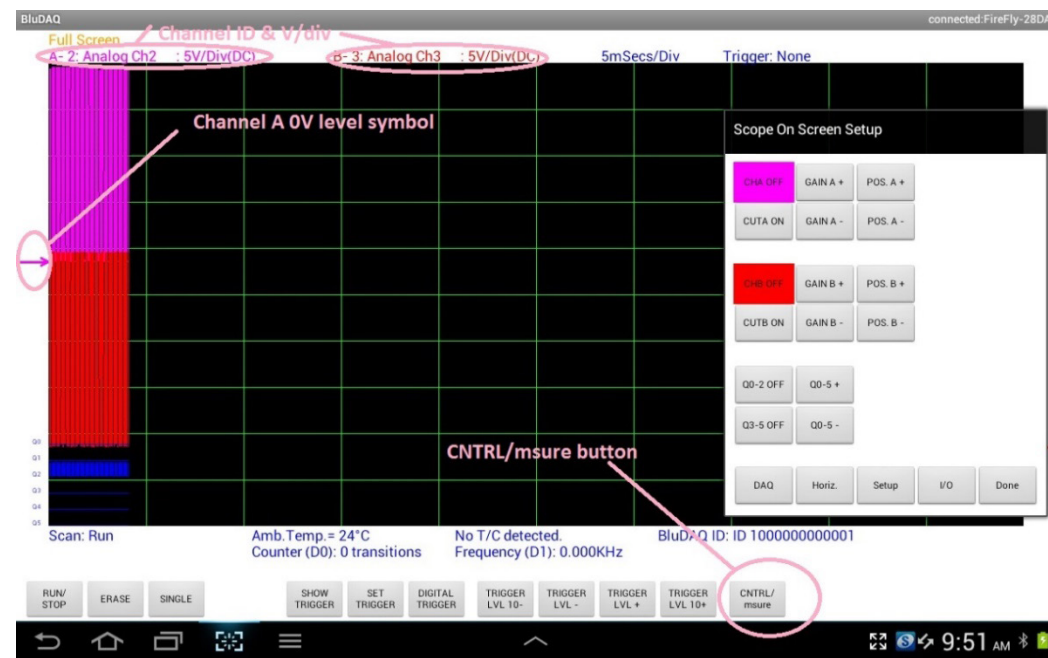 BluDAQ connected:FireFly-28DA
Full Screen Channel ID & V/div
A- 2: Analog Ch2 : 5V/Div(DC) B- 3: Analog Ch3 : 5V/Div(DC) 5mSecs/Div Trigger: None
Channel A 0V level symbol
Scope On Screen Setup
CHA OFF GAIN A + POS. A +
CUTA ON GAIN A - POS. A -
CHB OFF GAIN B + POS. B +
CUTB ON GAIN B - POS. B -
Q0-2 OFF Q0-5 +
Q3-5 OFF Q0-5 -
DAQ Horiz. Setup I/O Done
CNTRL/msure button
Q0
Q1
Q2
Q3
Q4
Q5
Scan: Run Amb.Temp.= 24°C No T/C detected. BluDAQ ID: ID 1000000000001
Counter (D0): 0 transitions Frequency (D1): 0.000KHz
RUN/ STOP ERASE SINGLE SHOW TRIGGER SET TRIGGER DIGITAL TRIGGER TRIGGER LVL 10- TRIGGER LVL - TRIGGER LVL + TRIGGER LVL 10+ CNTRL/ msure
9:51 AM